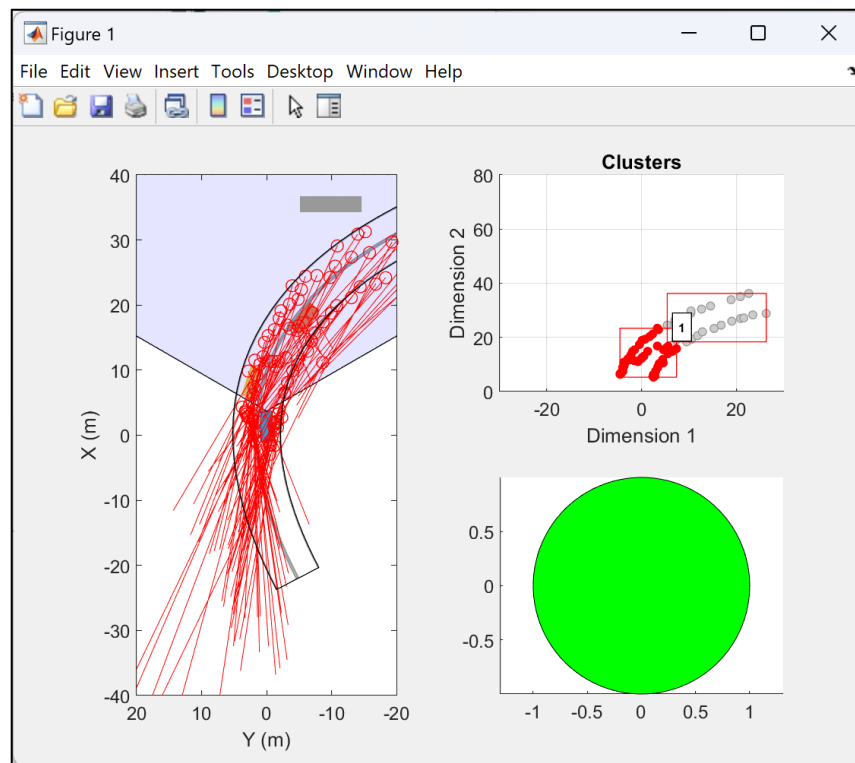 Figure 1
File Edit View Insert Tools Desktop Window Help
40
30
20
10
0
-10
-20
-30
-40
X (m)
20 10 0 -10 -20
Y (m)
Clusters
80
60
40
20
0
Dimension 2
1
-20 0 20
Dimension 1
0.5
0
-0.5
-1 -0.5 0 0.5 1